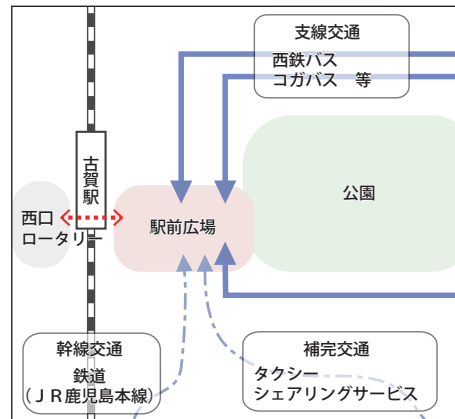 支線交通
西鉄バス
コガバス　等
古賀駅
公園
西口
ロータリー
駅前広場
幹線交通
鉄道
（ＪＲ鹿児島本線）
補完交通
タクシー
シェアリングサービス